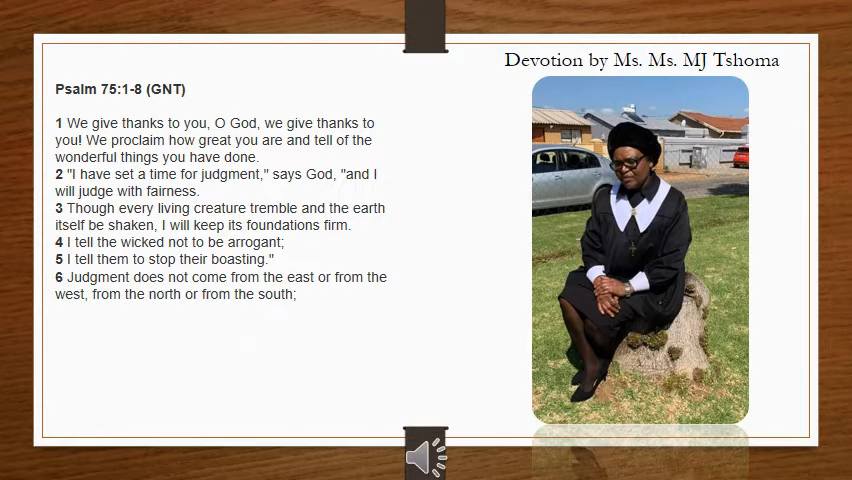 Devotion by Ms. Ms. MJ Tshoma
Psalm 75:1-8 (GNT)
1 We give thanks to you, O God, we give thanks to
you! We proclaim how great you are and tell of the
wonderful things you have done.
2 "I have set a time for judgment," says God, "and I
will judge with fairness.
3 Though every living creature tremble and the earth
itself be shaken, I will keep its foundations firm.
4 I tell the wicked not to be arrogant;
5 I tell them to stop their boasting."
6 Judgment does not come from the east or from the
west, from the north or from the south;